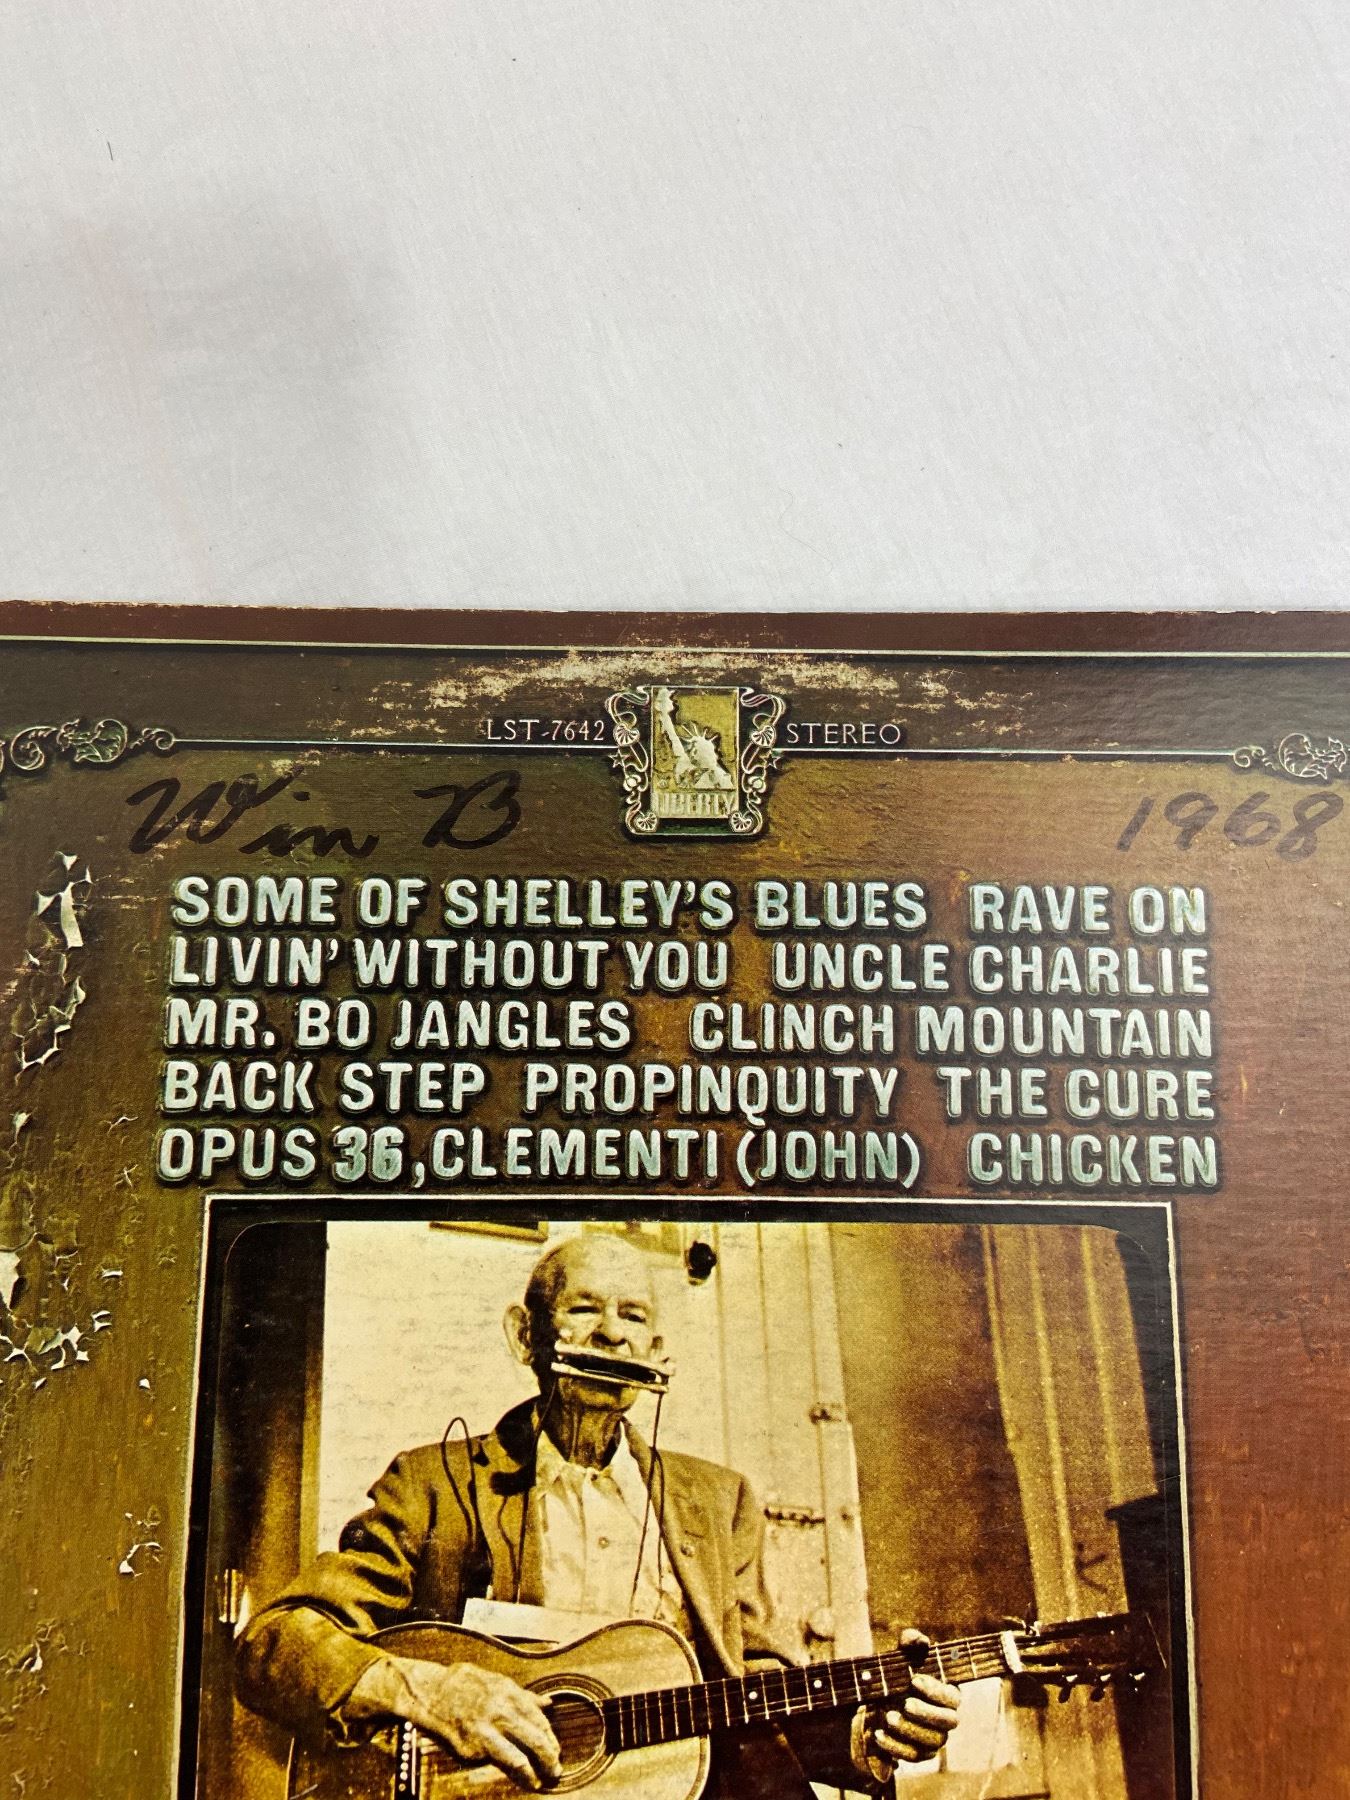 LST-7642 LIBERTY STEREO
Win B 1968
SOME OF SHELLEY'S BLUES RAVE ON
LIVIN' WITHOUT YOU UNCLE CHARLIE
MR. BO JANGLES CLINCH MOUNTAIN
BACK STEP PROPINQUITY THE CURE
OPUS 36, CLEMENTI (JOHN) CHICKEN